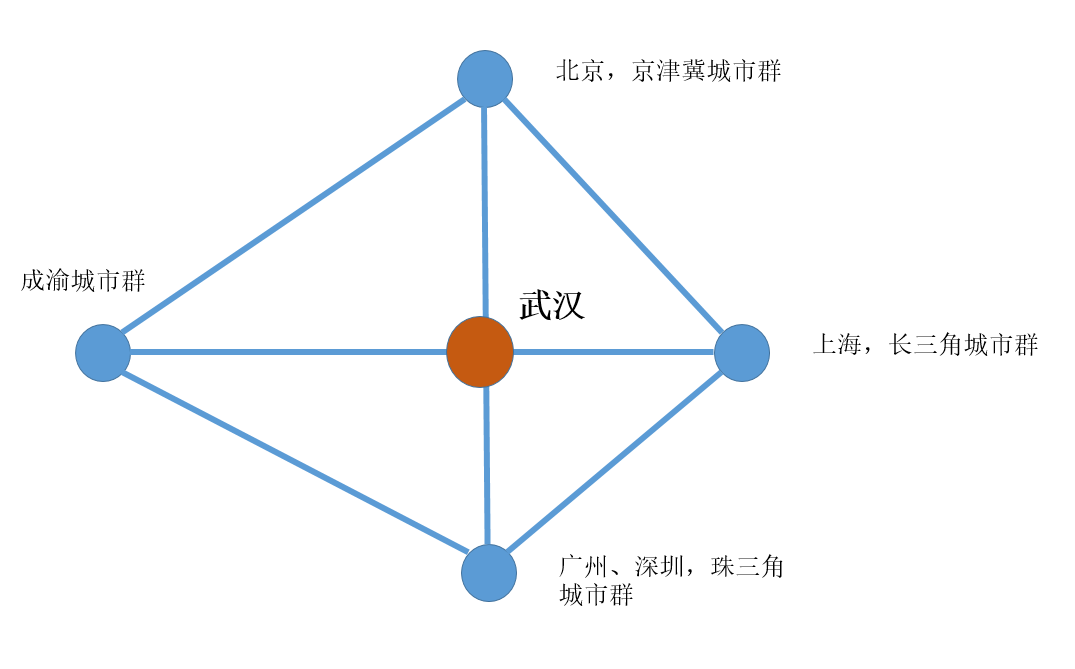 北京，京津冀城市群
成渝城市群
武汉
上海，长三角城市群
广州、深圳，珠三角
城市群